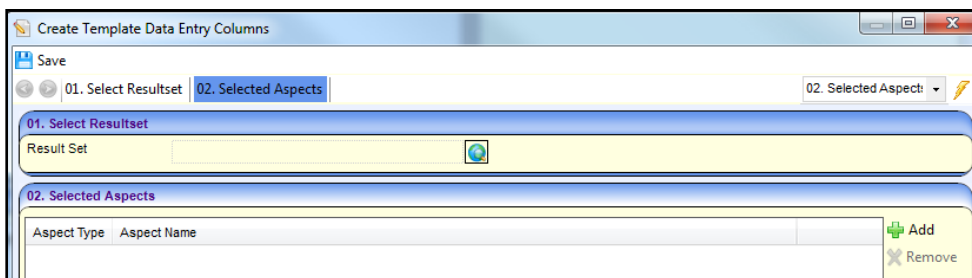 Create Template Data Entry Columns
Save
01. Select Resultset 02. Selected Aspects 02. Selected Aspect
01. Select Resultset
Result Set
02. Selected Aspects
Aspect Type Aspect Name
Add
Remove